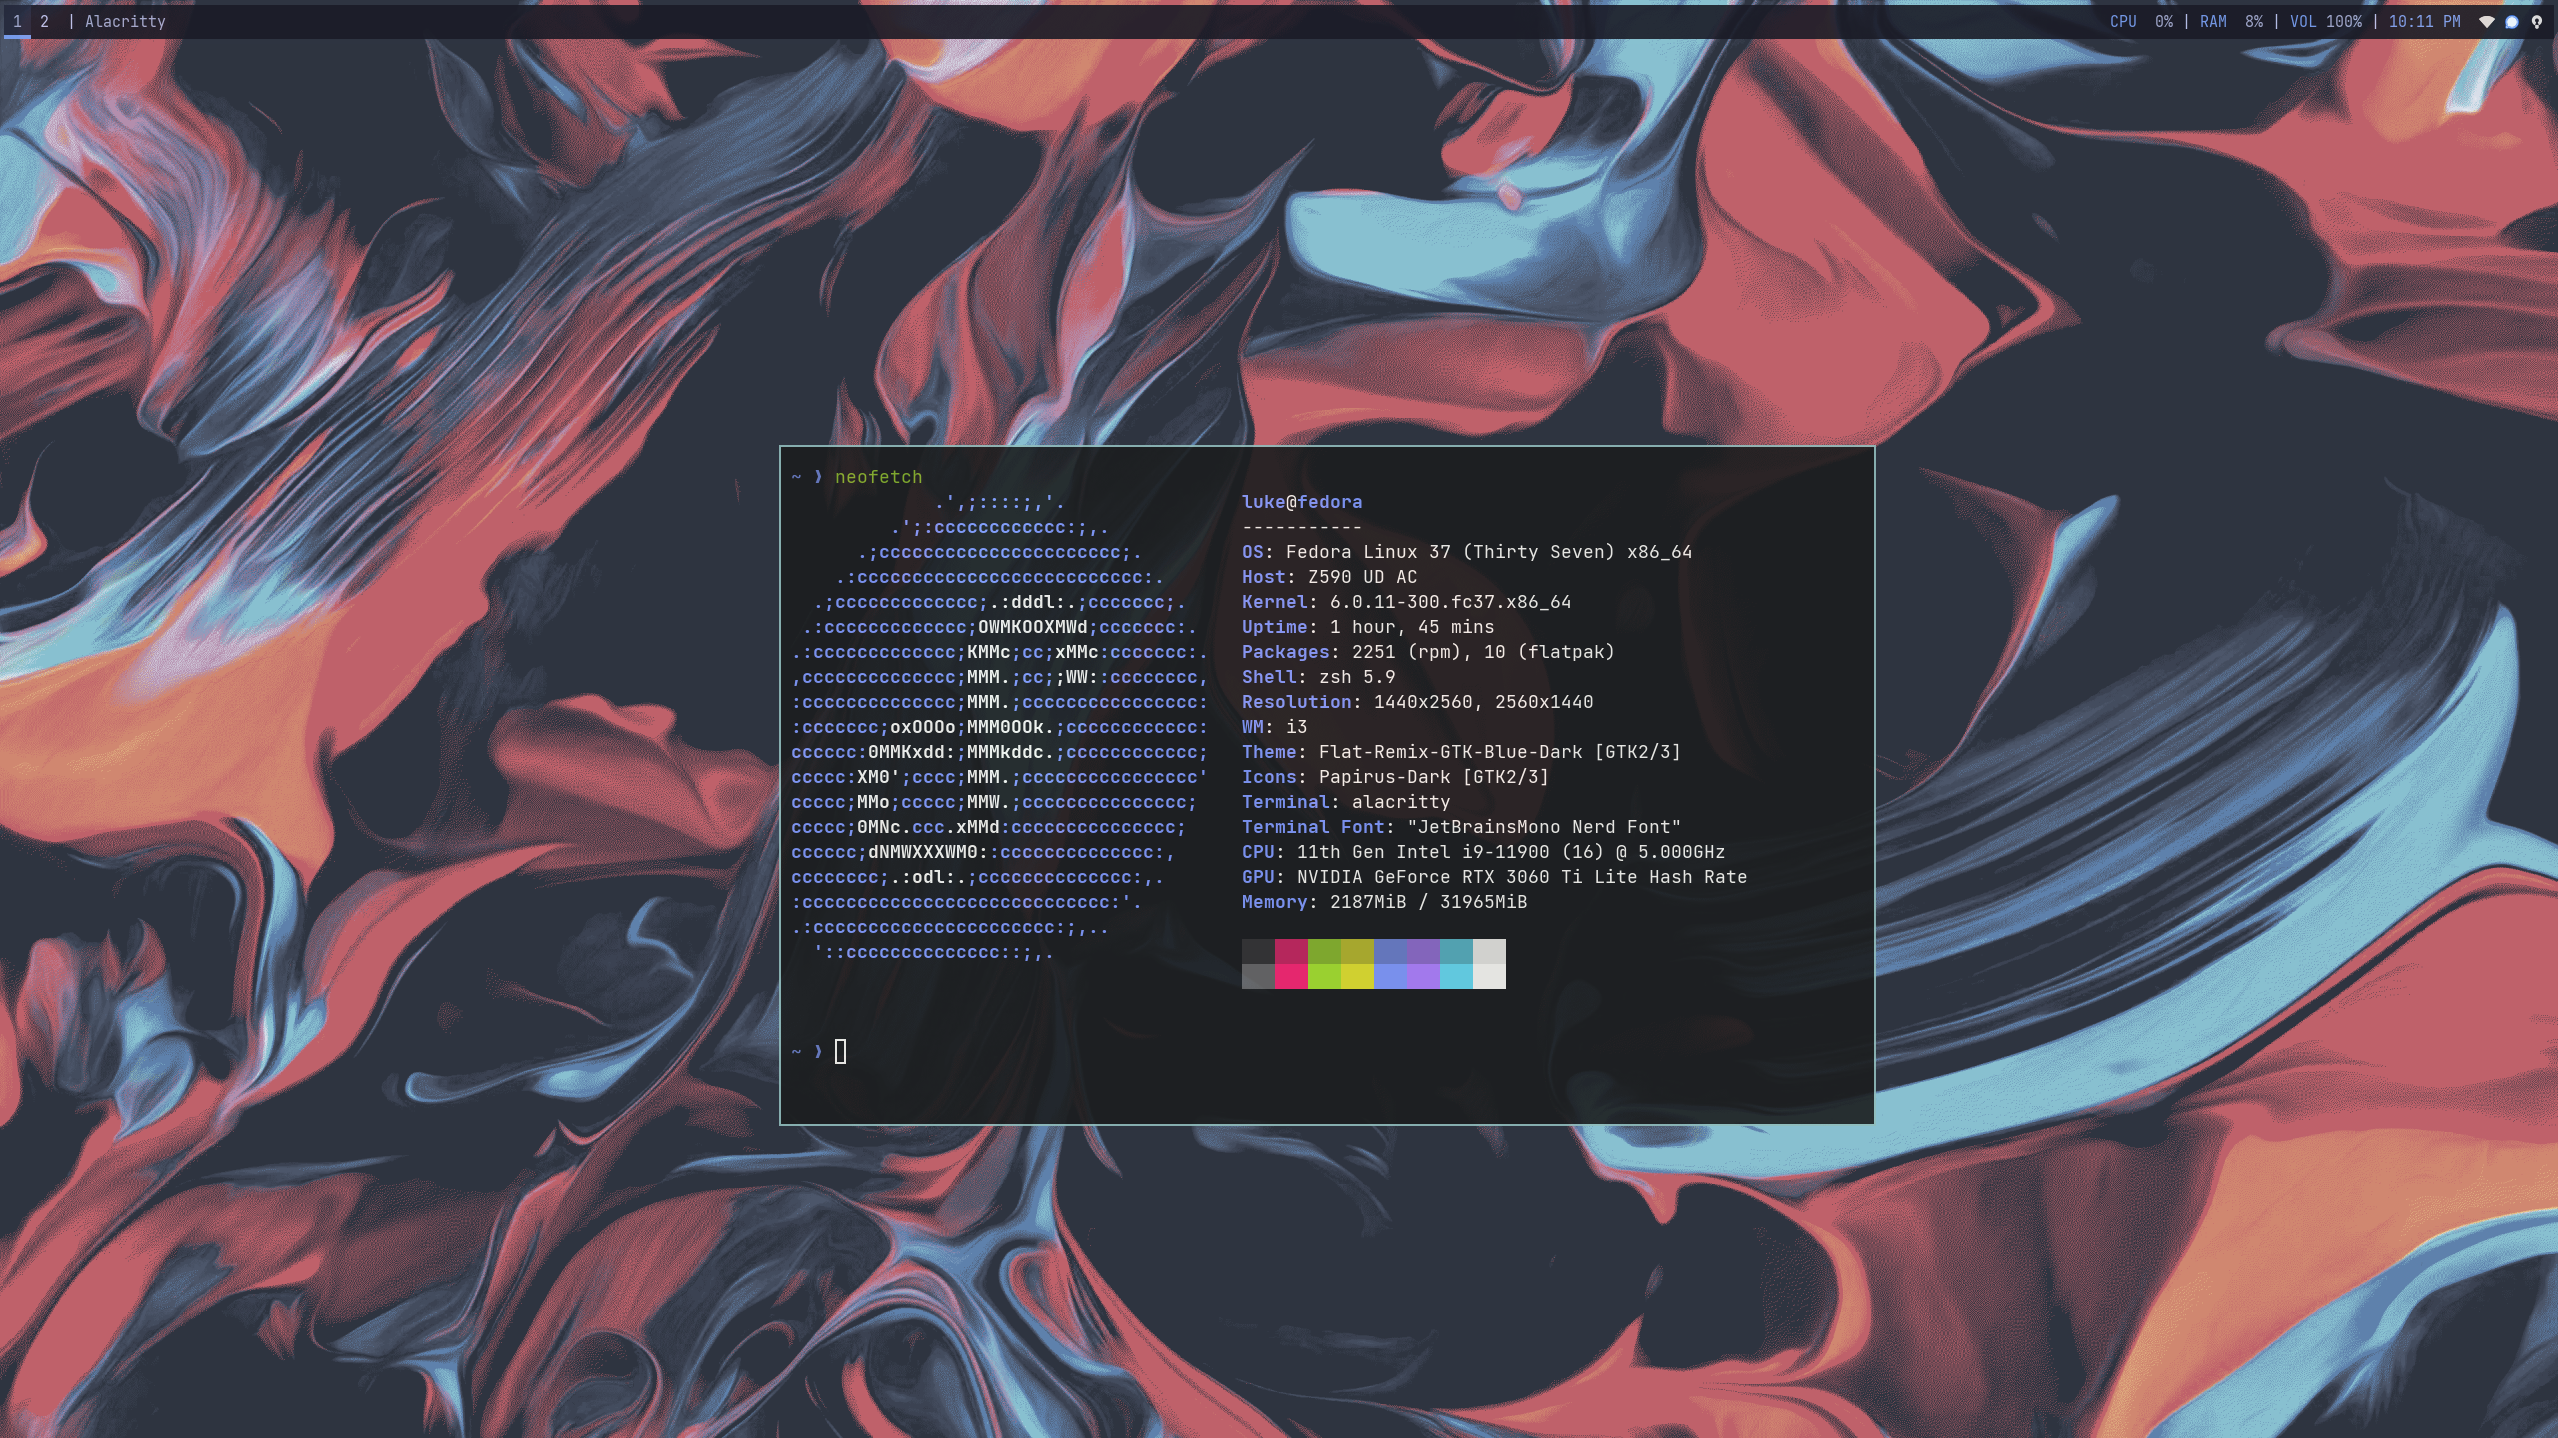 1 2 | Alacritty
CPU 0% | RAM 8% | VOL 100% | 10:11 PM
~ ❯ neofetch
             .',;::::;,'.
         .';:cccccccccccc:;,.
      .;cccccccccccccccccccccc;.
    .:cccccccccccccccccccccccccc:.
  .;ccccccccccccc;.:dddl:.;ccccccc;.
 .:ccccccccccccc;OWMKOOXMWd;ccccccc:.
.:ccccccccccccc;KMMc;cc;xMMc:ccccccc:.
,cccccccccccccc;MMM.;cc;;WW::cccccccc,
:cccccccccccccc;MMM.;cccccccccccccccc:
:ccccccc;oxOOOo;MMM0OOk.;cccccccccccc:
cccccc:0MMKxdd:;MMMkddc.;cccccccccccc;
ccccc:XM0';cccc;MMM.;cccccccccccccccc'
ccccc;MMo;ccccc;MMW.;ccccccccccccccc;
ccccc;0MNc.ccc.xMMd:ccccccccccccccc;
cccccc;dNMWXXXWM0::cccccccccccccc:,
cccccccc;.:odl:.;cccccccccccccc:,.
:cccccccccccccccccccccccccccc:'.
.:cccccccccccccccccccccc:;,..
  '::cccccccccccccc::;,.
luke@fedora
-----------
OS: Fedora Linux 37 (Thirty Seven) x86_64
Host: Z590 UD AC
Kernel: 6.0.11-300.fc37.x86_64
Uptime: 1 hour, 45 mins
Packages: 2251 (rpm), 10 (flatpak)
Shell: zsh 5.9
Resolution: 1440x2560, 2560x1440
WM: i3
Theme: Flat-Remix-GTK-Blue-Dark [GTK2/3]
Icons: Papirus-Dark [GTK2/3]
Terminal: alacritty
Terminal Font: "JetBrainsMono Nerd Font"
CPU: 11th Gen Intel i9-11900 (16) @ 5.000GHz
GPU: NVIDIA GeForce RTX 3060 Ti Lite Hash Rate
Memory: 2187MiB / 31965MiB
~ ❯